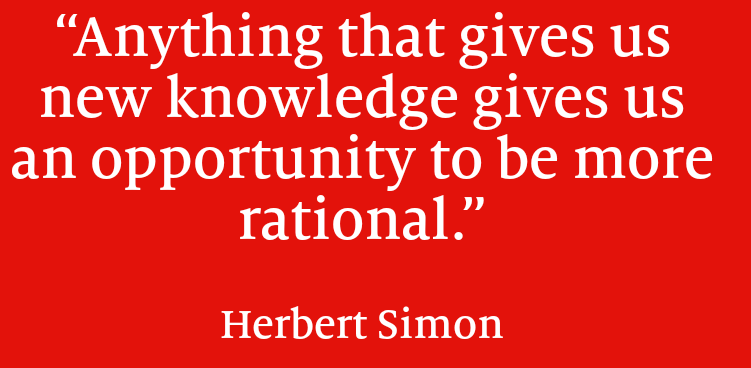 “Anything that gives us
new knowledge gives us
an opportunity to be more
rational.”
Herbert Simon